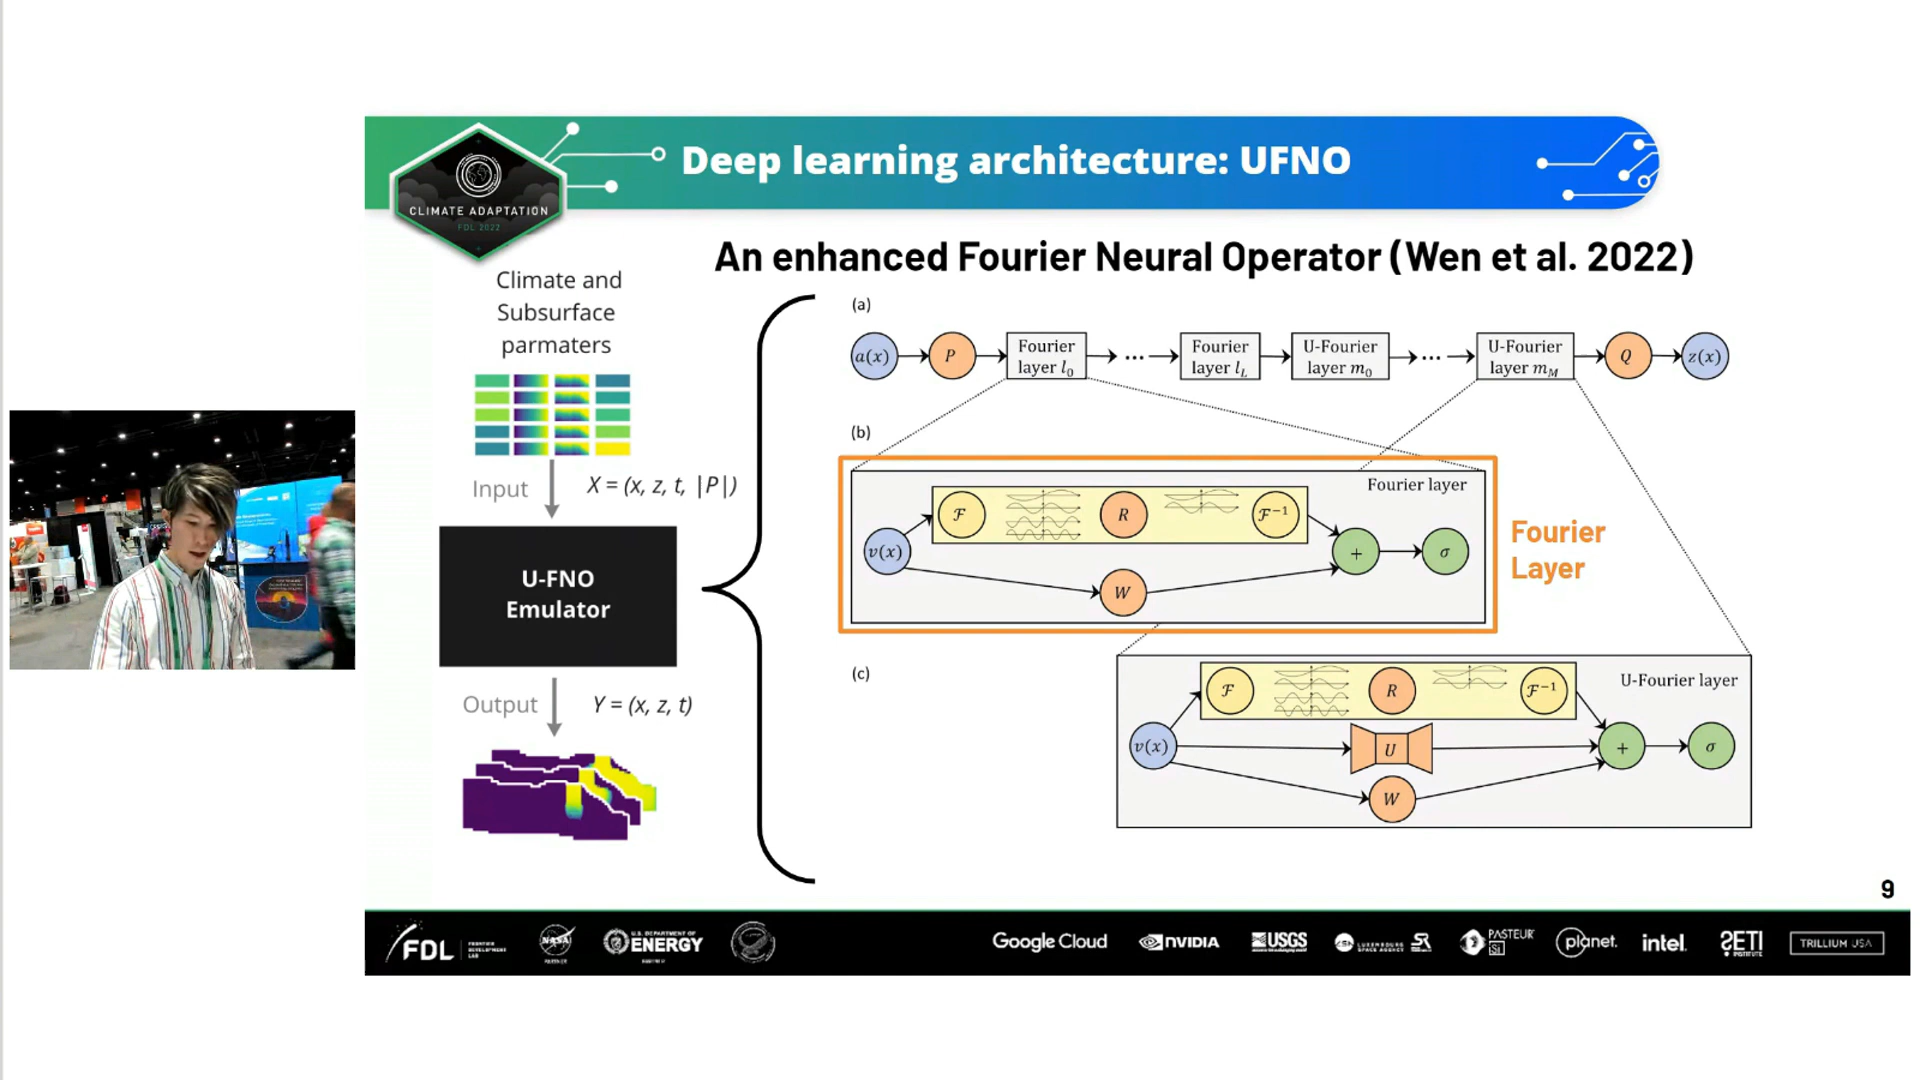 Deep learning architecture: UFNO
CLIMATE ADAPTATION
FDL 2022
An enhanced Fourier Neural Operator (Wen et al. 2022)
Climate and
Subsurface
parmaters
Input
X = (x, z, t, |P|)
U-FNO
Emulator
Output
Y = (x, z, t)
(a)
a(x)
P
Fourier
layer l₀
...
Fourier
layer l_L
U-Fourier
layer m₀
...
U-Fourier
layer m_M
Q
z(x)
(b)
Fourier layer
v(x)
ℱ
R
ℱ⁻¹
W
+
σ
Fourier
Layer
(c)
U-Fourier layer
v(x)
ℱ
R
ℱ⁻¹
U
W
+
σ
9
FDL
FRONTIER
DEVELOPMENT
LAB
NASA
U.S. DEPARTMENT OF
ENERGY
Google Cloud
NVIDIA
USGS
LUXEMBOURG
SPACE AGENCY
PASTEUR
planet.
intel.
SETI
INSTITUTE
TRILLIUM USA